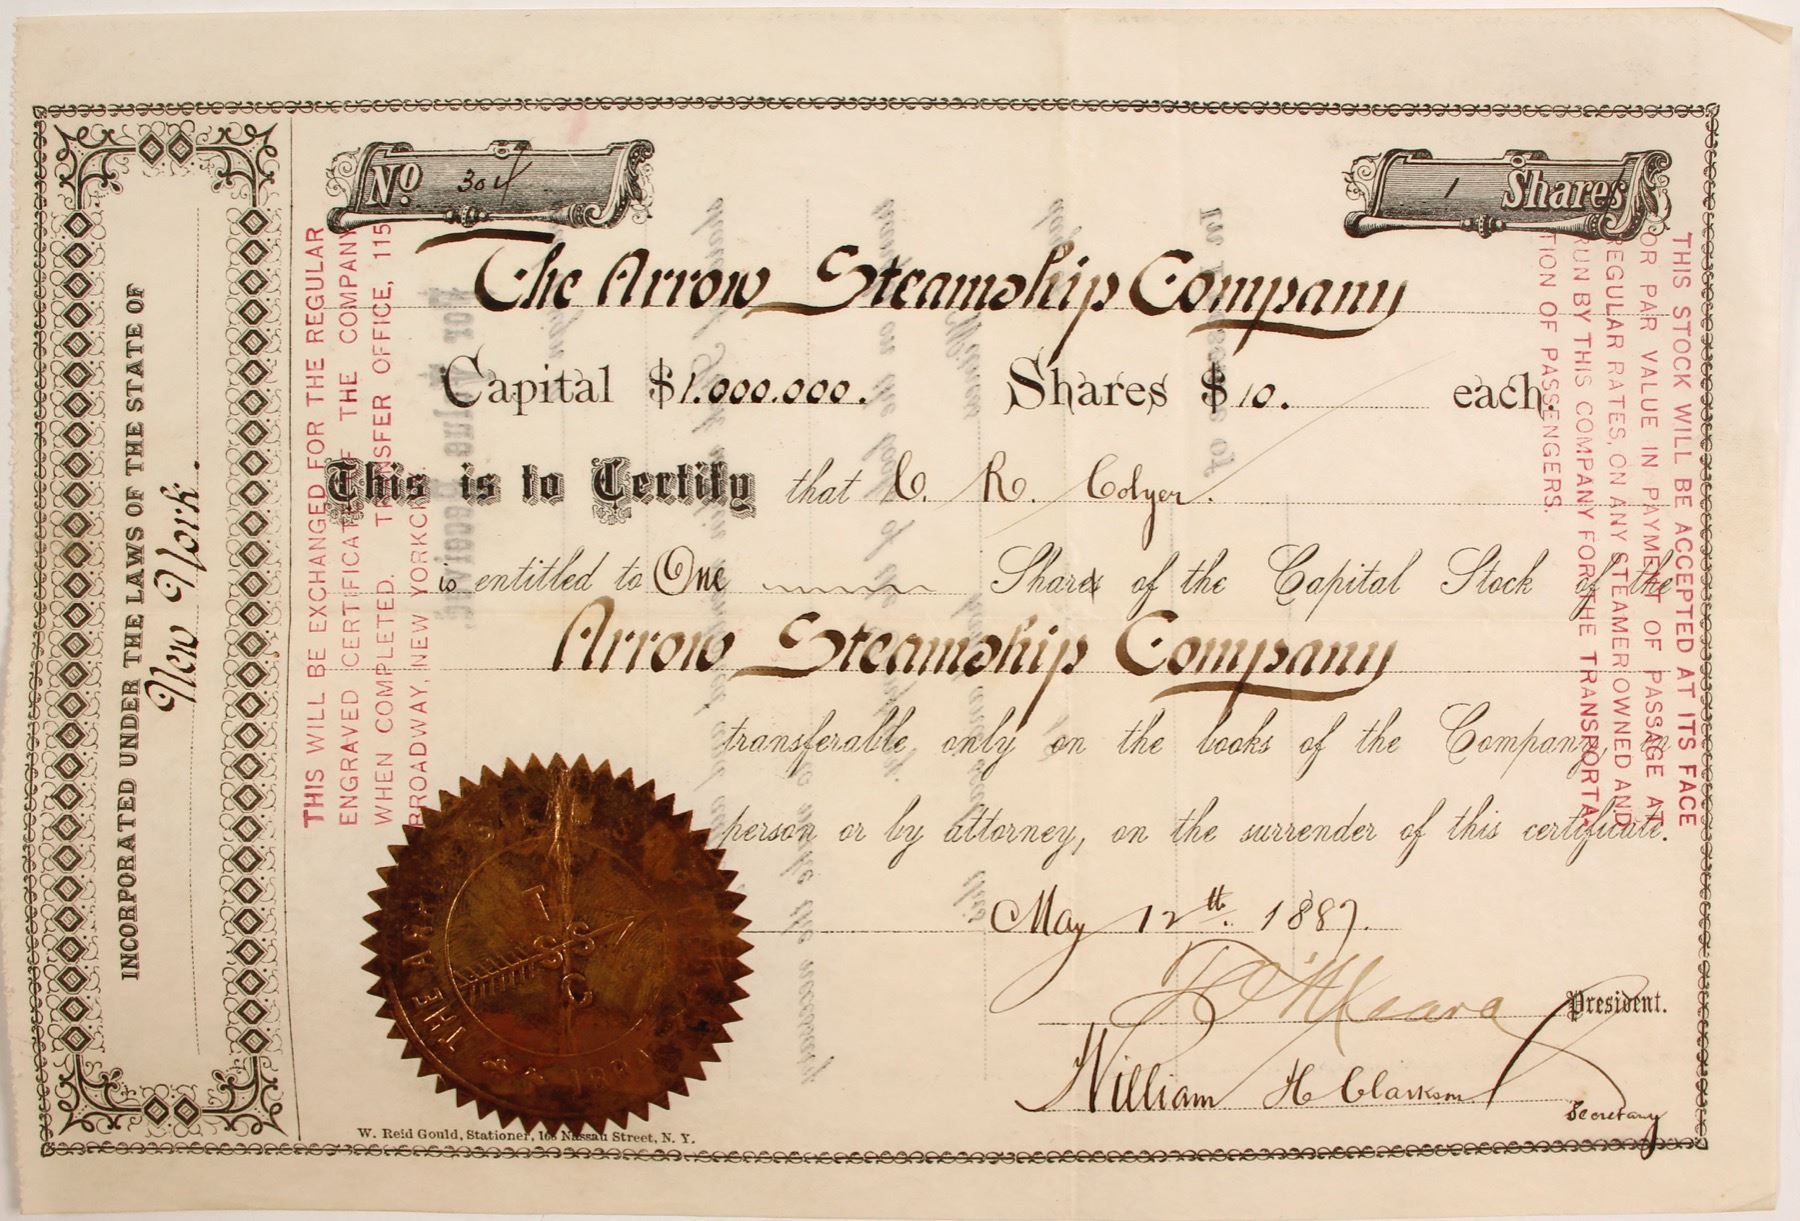 No. 304
1 Shares
The Arrow Steamship Company
Capital $1.000.000. Shares $10. each.
This is to Certify that C. R. Colyer.
is entitled to One Share of the Capital Stock of the
Arrow Steamship Company
transferable only on the books of the Company, in
person or by attorney, on the surrender of this certificate.
May 12th. 1887.
President.
William H Clarkson
Secretary
W. Reid Gould, Stationer, Nassau Street, N. Y.
INCORPORATED UNDER THE LAWS OF THE STATE OF
New York.
THIS WILL BE EXCHANGED FOR THE REGULAR
ENGRAVED CERTIFICATE OF THE COMPANY
WHEN COMPLETED. TRANSFER OFFICE, 115
BROADWAY, NEW YORK
THIS STOCK WILL BE ACCEPTED AT ITS FACE
OR PAR VALUE IN PAYMENT OF PASSAGE AT
REGULAR RATES, ON ANY STEAMER OWNED AND
RUN BY THIS COMPANY FOR THE TRANSPORTA-
TION OF PASSENGERS.
THE
T
S S
C